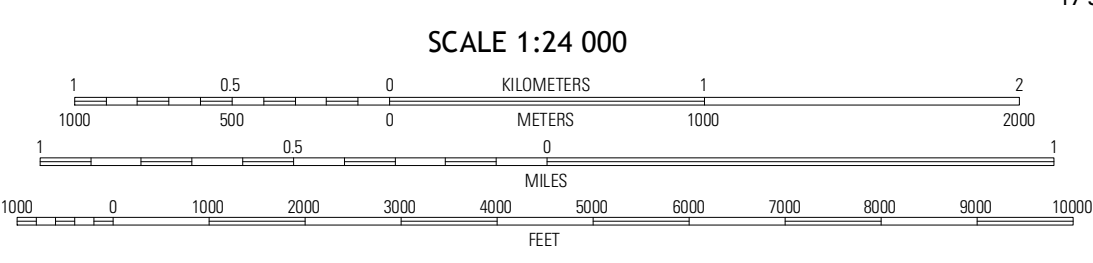 SCALE 1:24 000
1 0.5 0 KILOMETERS 1 2
1000 500 0 METERS 1000 2000
1 0.5 0 1
MILES
1000 0 1000 2000 3000 4000 5000 6000 7000 8000 9000 10000
FEET